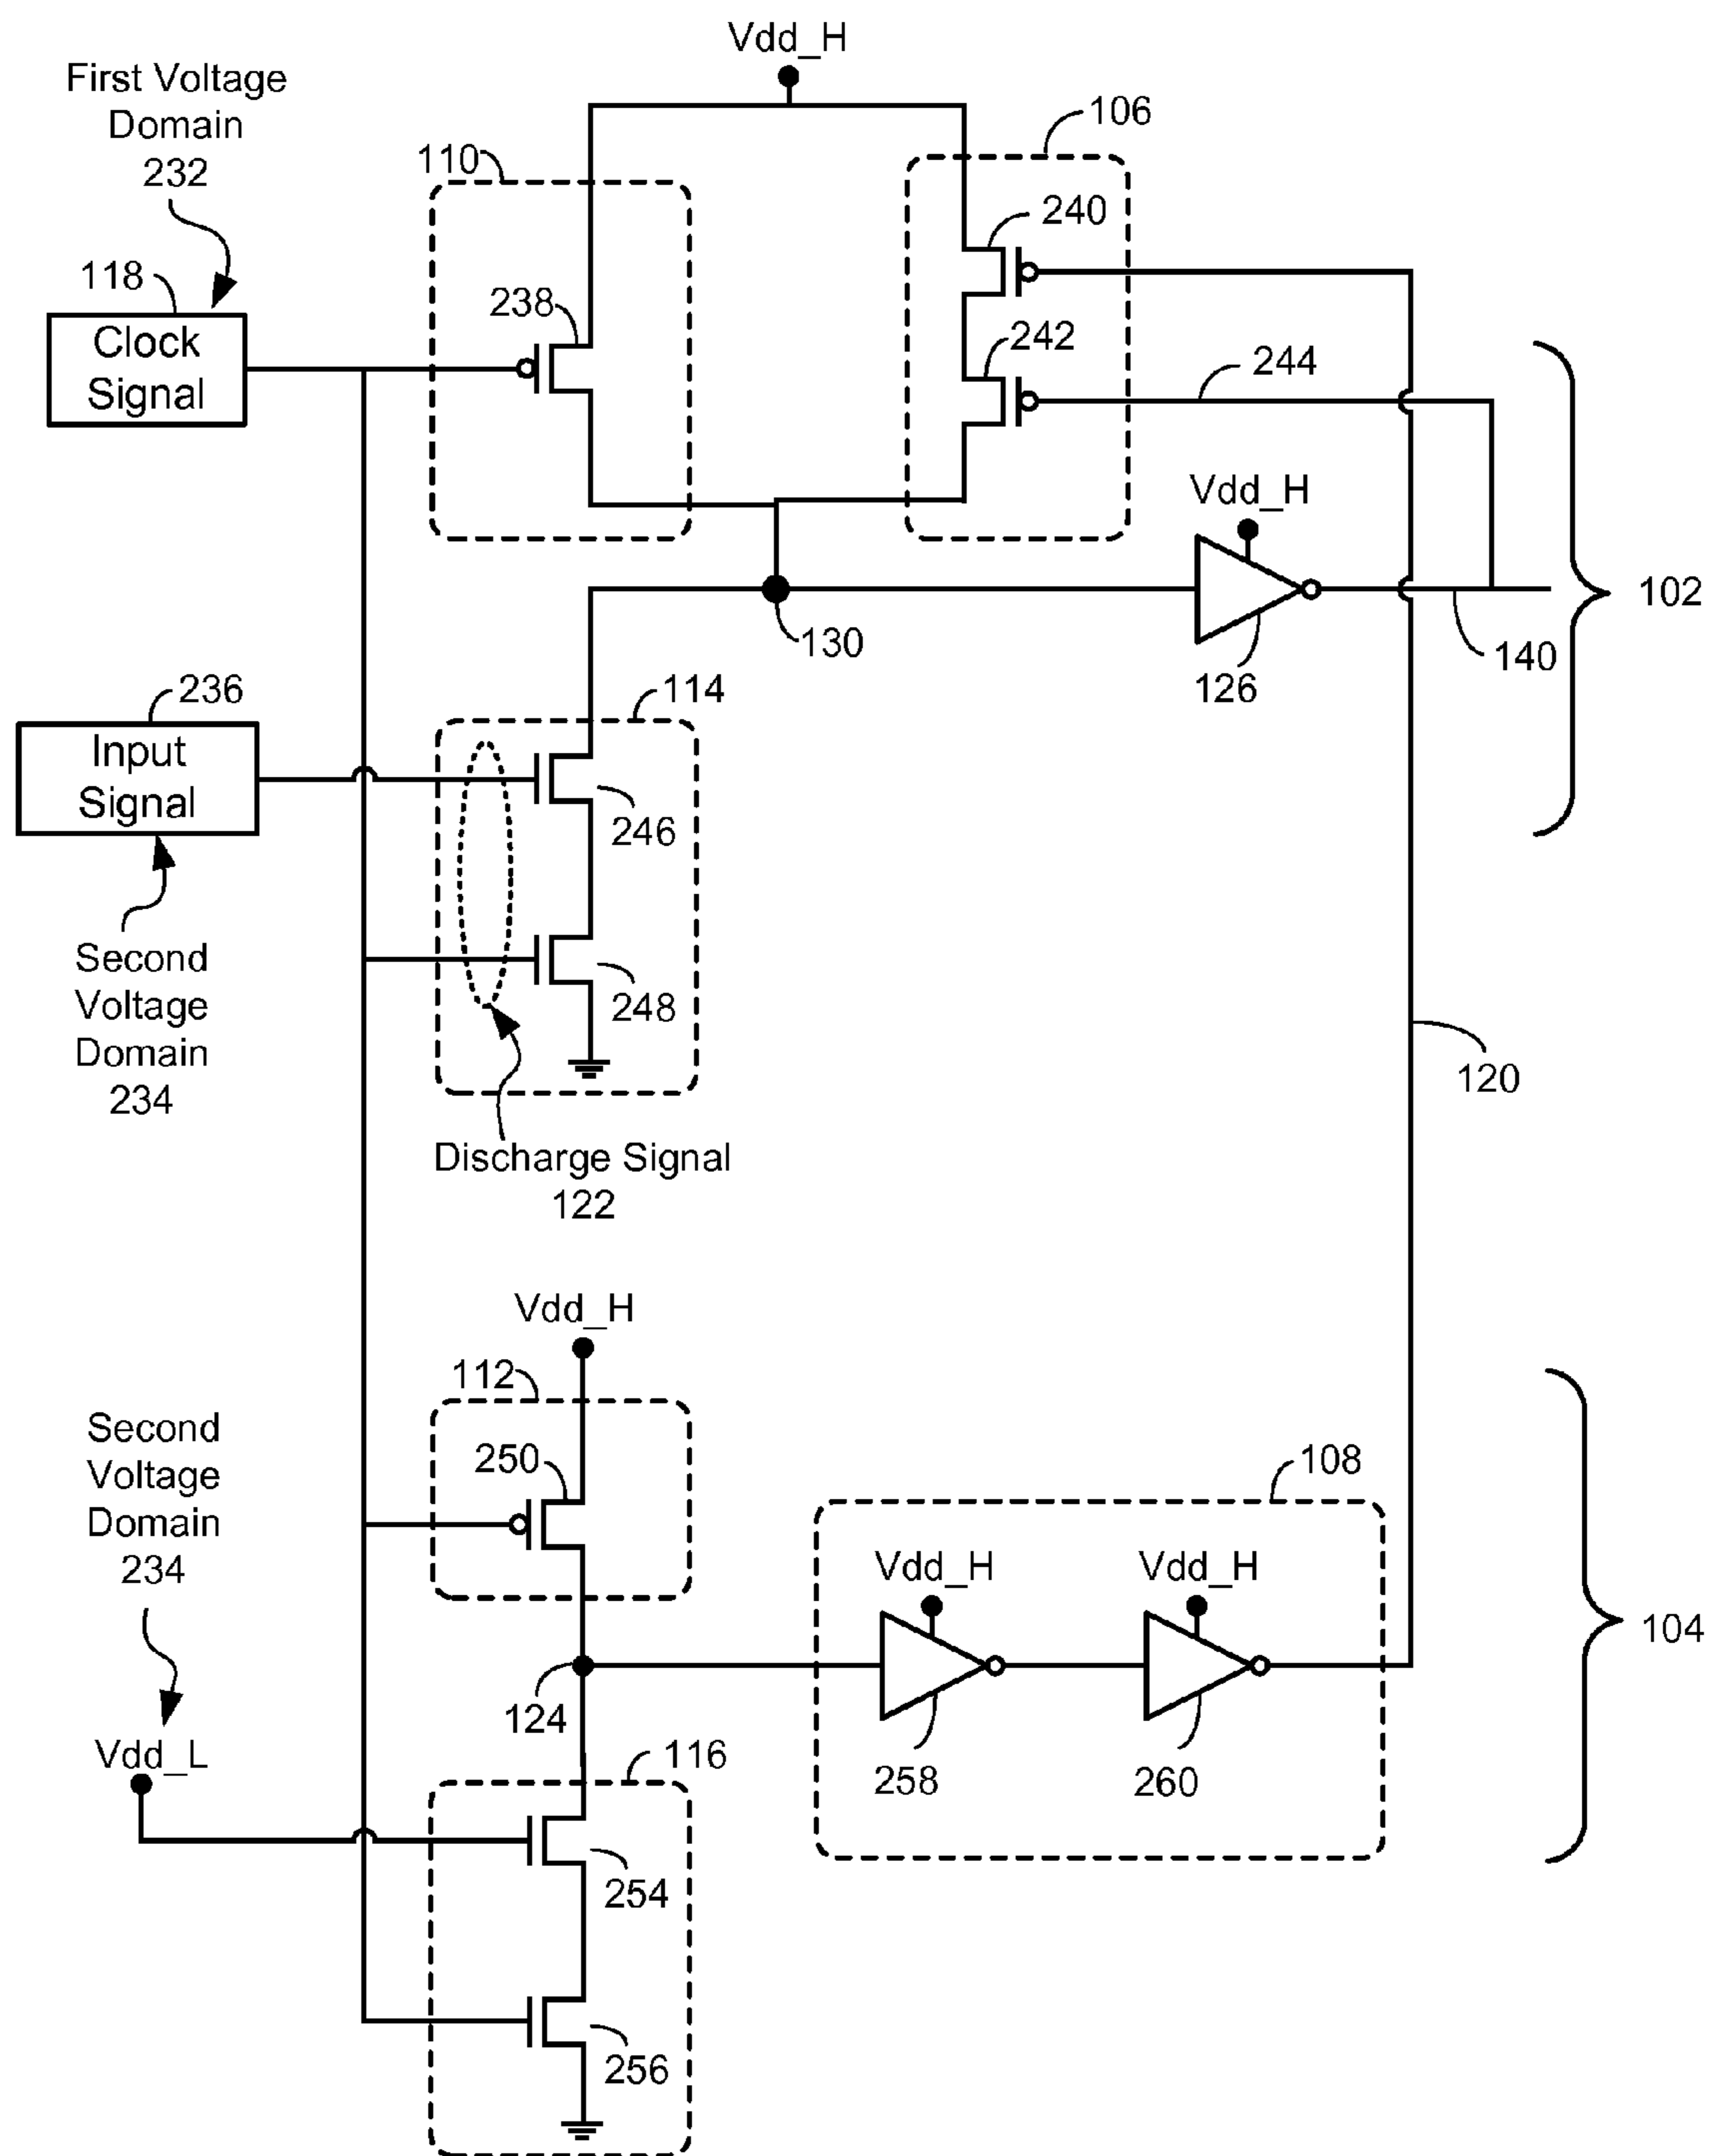 Vdd_H
First Voltage
Domain
232
110
106
240
118
238
Clock
Signal
242
244
Vdd_H
102
130
140
126
236
114
Input
Signal
246
Second
Voltage
Domain
234
248
120
Discharge Signal
122
Vdd_H
112
Second
Voltage
Domain
234
250
108
Vdd_H
Vdd_H
104
124
Vdd_L
116
258
260
254
256